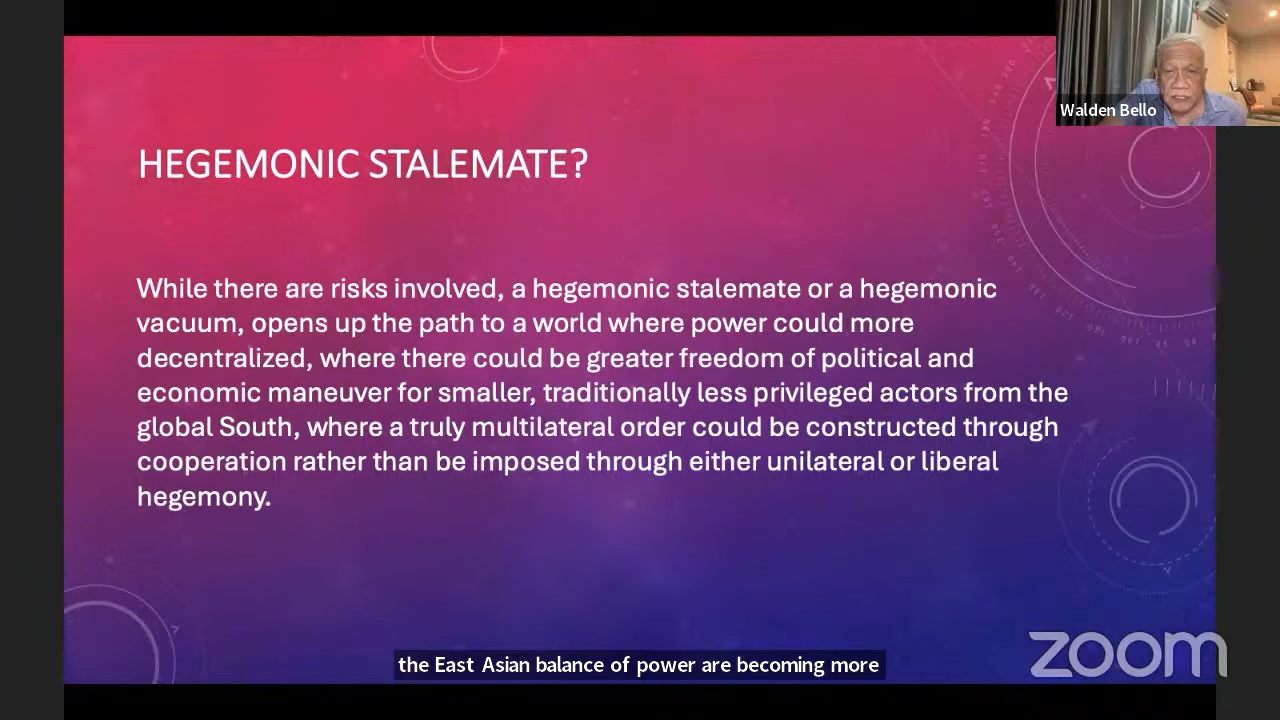 Walden Bello
HEGEMONIC STALEMATE?
While there are risks involved, a hegemonic stalemate or a hegemonic
vacuum, opens up the path to a world where power could more
decentralized, where there could be greater freedom of political and
economic maneuver for smaller, traditionally less privileged actors from the
global South, where a truly multilateral order could be constructed through
cooperation rather than be imposed through either unilateral or liberal
hegemony.
the East Asian balance of power are becoming more
zoom